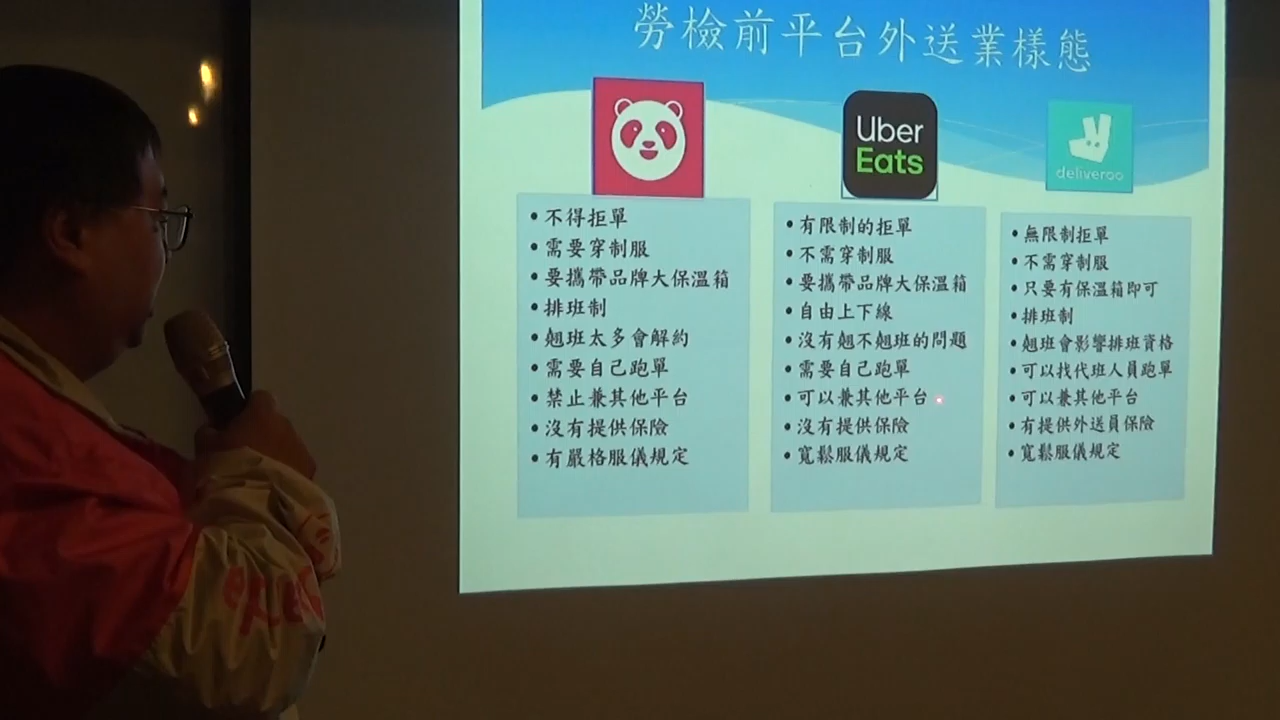 勞檢前平台外送業樣態
Uber
Eats
deliveroo
•不得拒單
•需要穿制服
•要攜帶品牌大保溫箱
•排班制
•翹班太多會解約
•需要自己跑單
•禁止兼其他平台
•沒有提供保險
•有嚴格服儀規定
•有限制的拒單
•不需穿制服
•要攜帶品牌大保溫箱
•自由上下線
•沒有翹不翹班的問題
•需要自己跑單
•可以兼其他平台
•沒有提供保險
•寬鬆服儀規定
•無限制拒單
•不需穿制服
•只要有保溫箱即可
•排班制
•翹班會影響排班資格
•可以找代班人員跑單
•可以兼其他平台
•有提供外送員保險
•寬鬆服儀規定